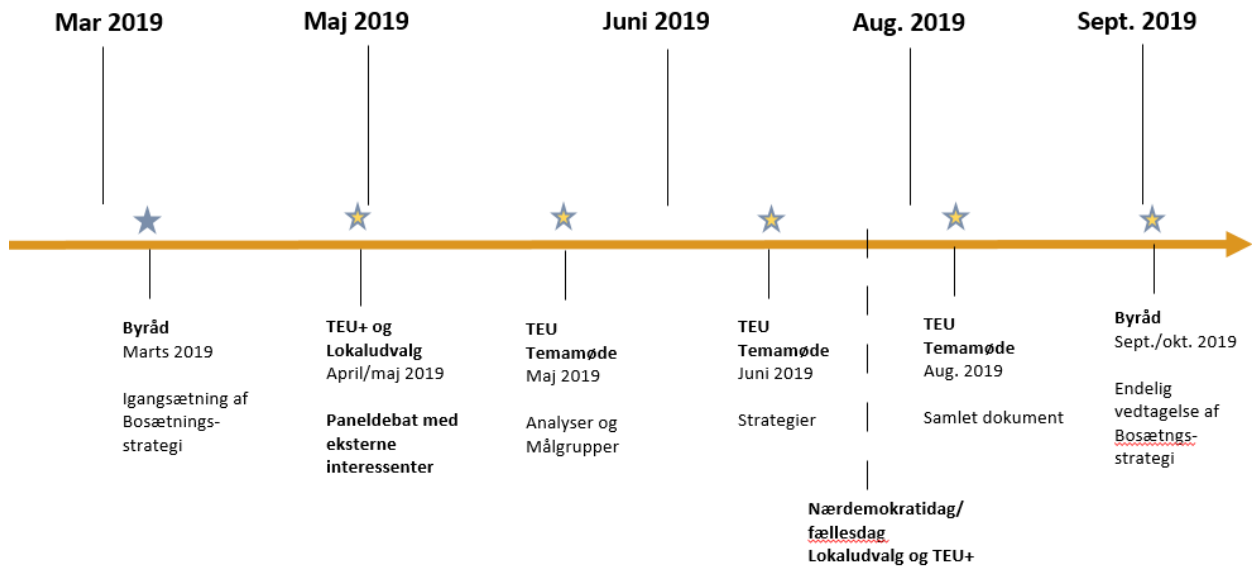 Mar 2019
Maj 2019
Juni 2019
Aug. 2019
Sept. 2019
Byråd
Marts 2019
Igangsætning af
Bosætnings-
strategi
TEU+ og
Lokaludvalg
April/maj 2019
Paneldebat med
eksterne
interessenter
TEU
Temamøde
Maj 2019
Analyser og
Målgrupper
TEU
Temamøde
Juni 2019
Strategier
Nærdemokratidag/
fællesdag
Lokaludvalg og TEU+
TEU
Temamøde
Aug. 2019
Samlet dokument
Byråd
Sept./okt. 2019
Endelig
vedtagelse af
Bosætngs-
strategi